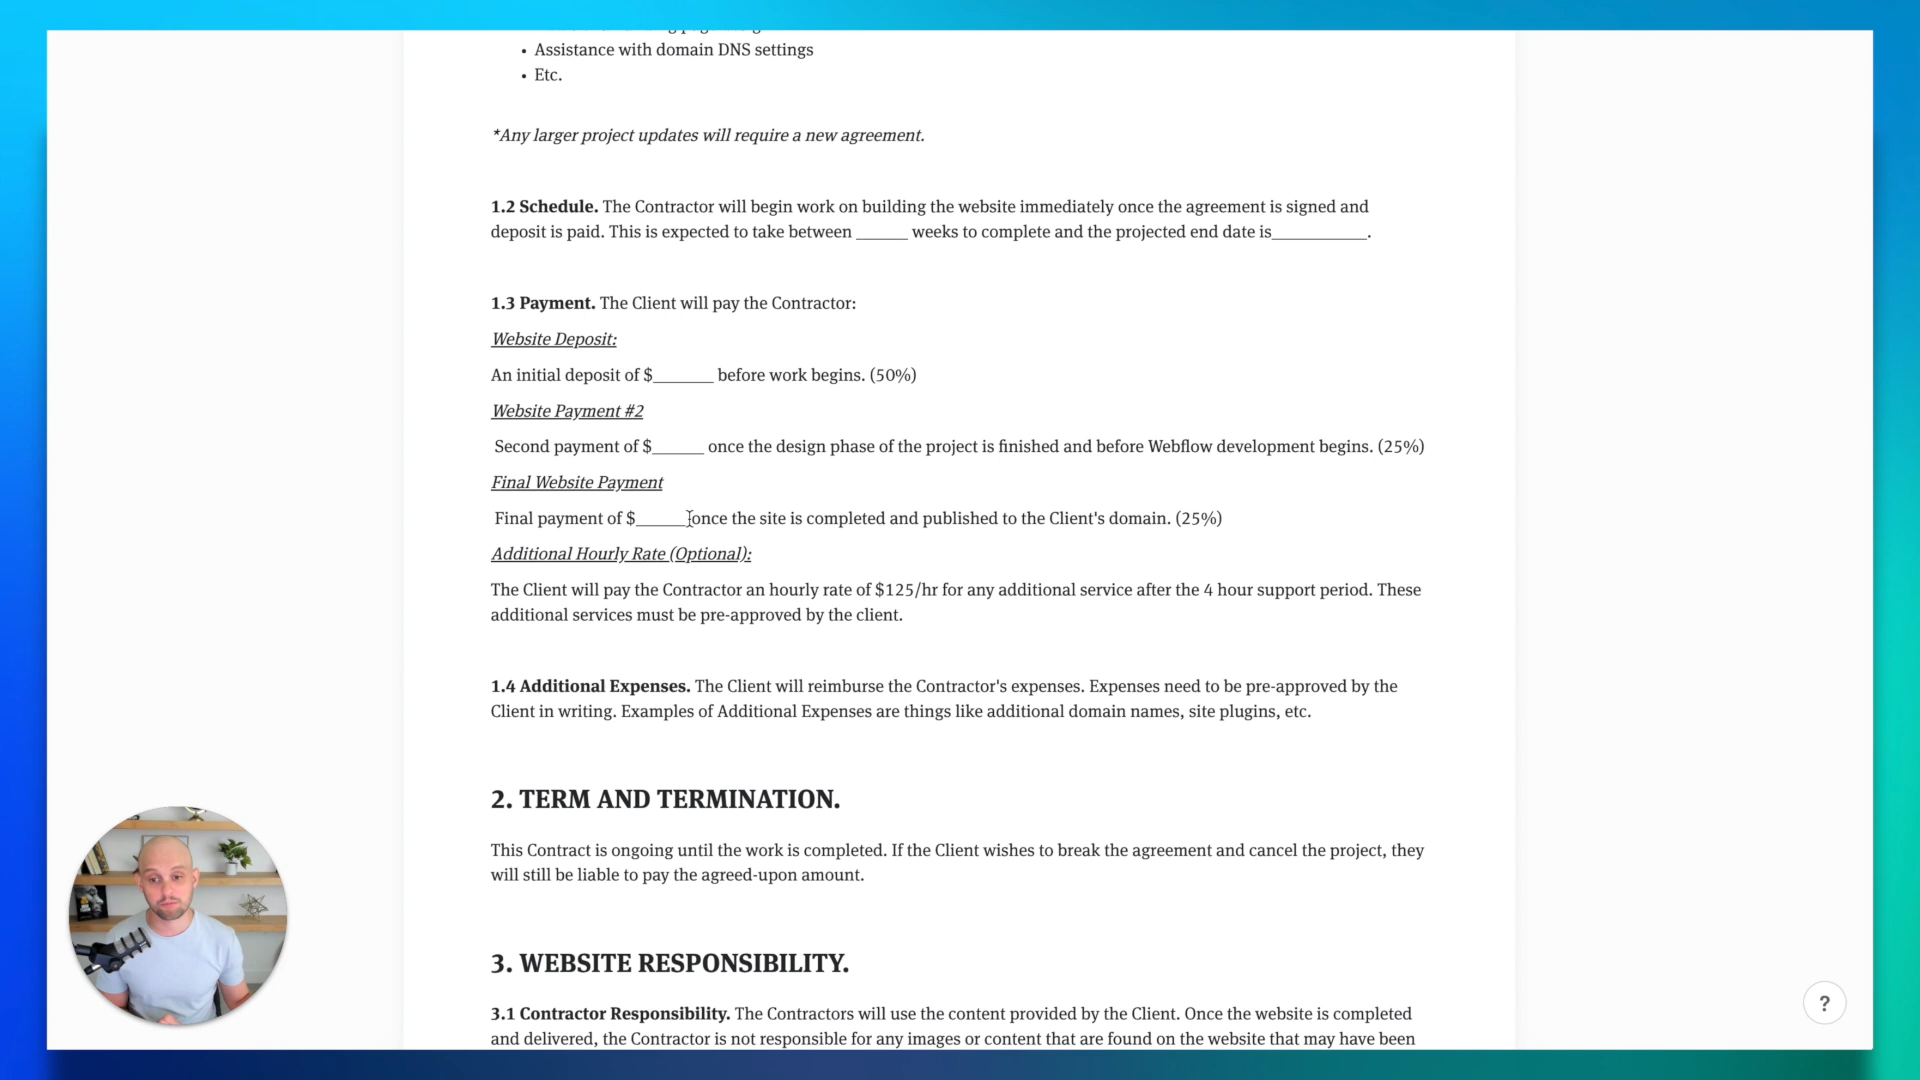 • Assistance with domain DNS settings
• Etc.
*Any larger project updates will require a new agreement.
1.2 Schedule. The Contractor will begin work on building the website immediately once the agreement is signed and
deposit is paid. This is expected to take between ______ weeks to complete and the projected end date is___________.
1.3 Payment. The Client will pay the Contractor:
Website Deposit:
An initial deposit of $_______ before work begins. (50%)
Website Payment #2
Second payment of $______ once the design phase of the project is finished and before Webflow development begins. (25%)
Final Website Payment
Final payment of $______ once the site is completed and published to the Client's domain. (25%)
Additional Hourly Rate (Optional):
The Client will pay the Contractor an hourly rate of $125/hr for any additional service after the 4 hour support period. These
additional services must be pre-approved by the client.
1.4 Additional Expenses. The Client will reimburse the Contractor's expenses. Expenses need to be pre-approved by the
Client in writing. Examples of Additional Expenses are things like additional domain names, site plugins, etc.
2. TERM AND TERMINATION.
This Contract is ongoing until the work is completed. If the Client wishes to break the agreement and cancel the project, they
will still be liable to pay the agreed-upon amount.
3. WEBSITE RESPONSIBILITY.
3.1 Contractor Responsibility. The Contractors will use the content provided by the Client. Once the website is completed
and delivered, the Contractor is not responsible for any images or content that are found on the website that may have been
?